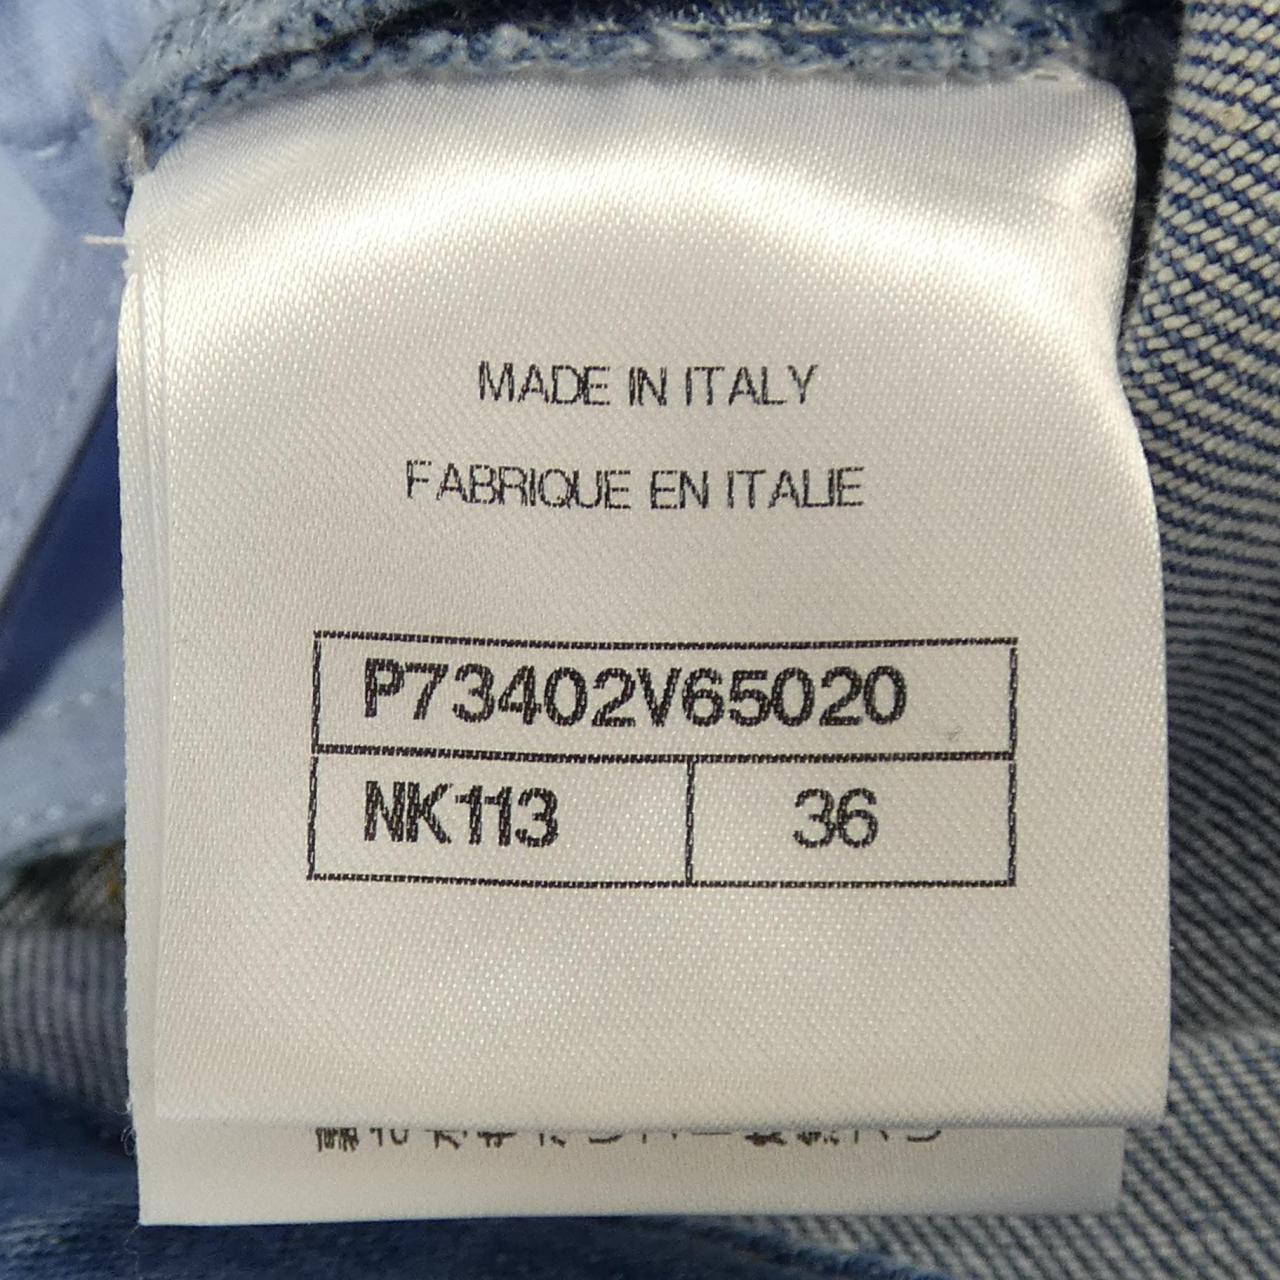 MADE IN ITALY
FABRIQUE EN ITALIE
P73402V65020
NK113
36